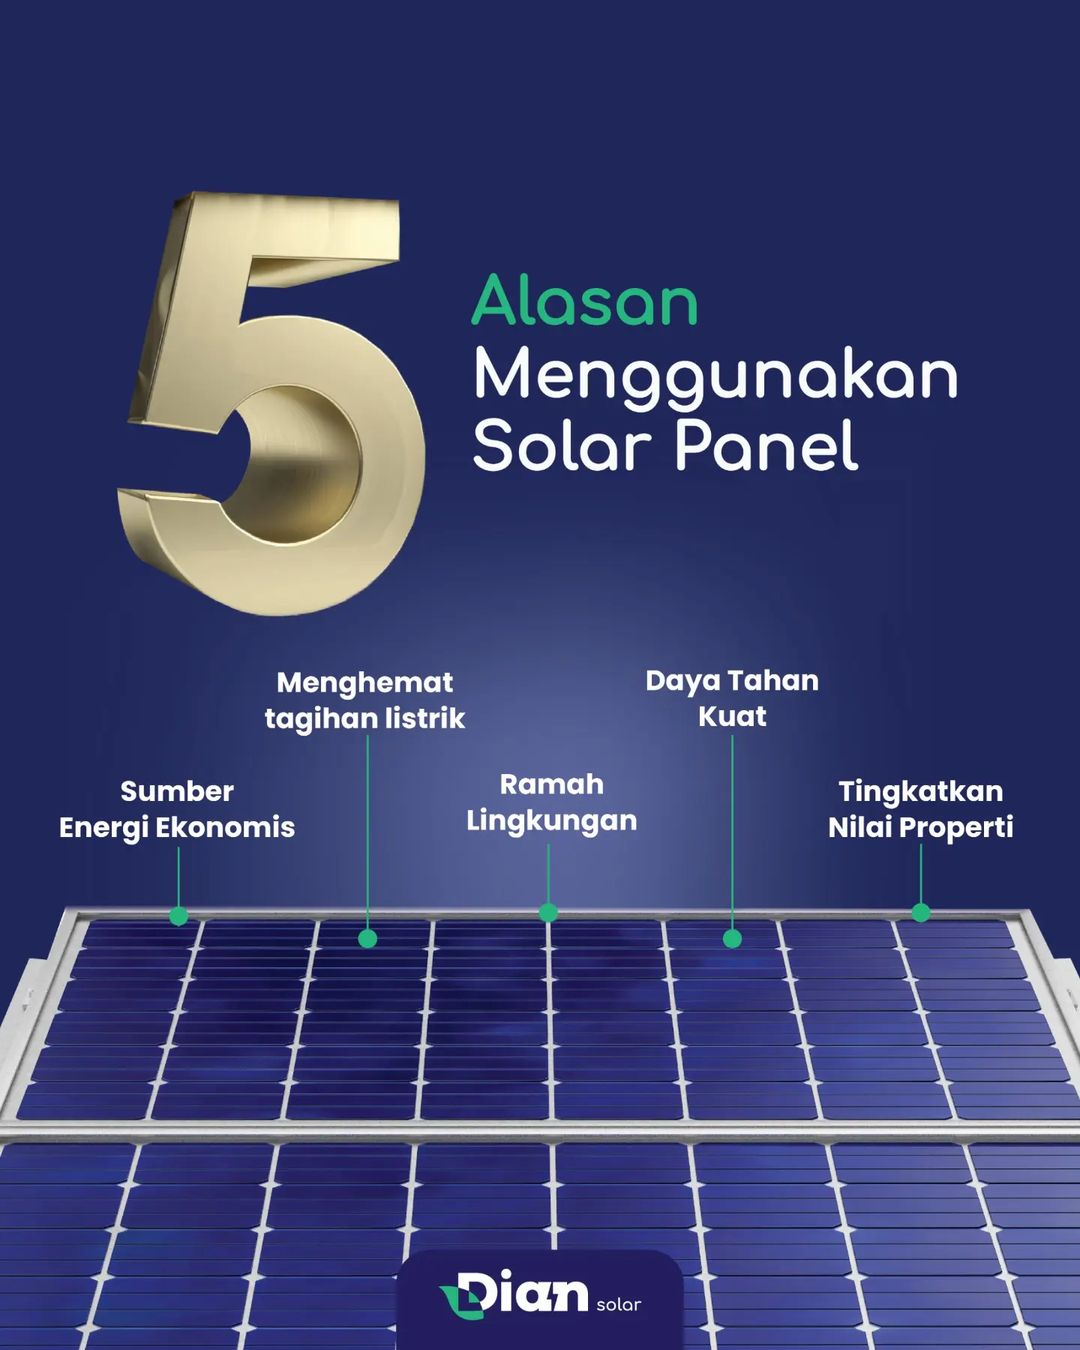 5
Alasan
Menggunakan
Solar Panel
Menghemat
tagihan listrik
Daya Tahan
Kuat
Sumber
Energi Ekonomis
Ramah
Lingkungan
Tingkatkan
Nilai Properti
Dian solar